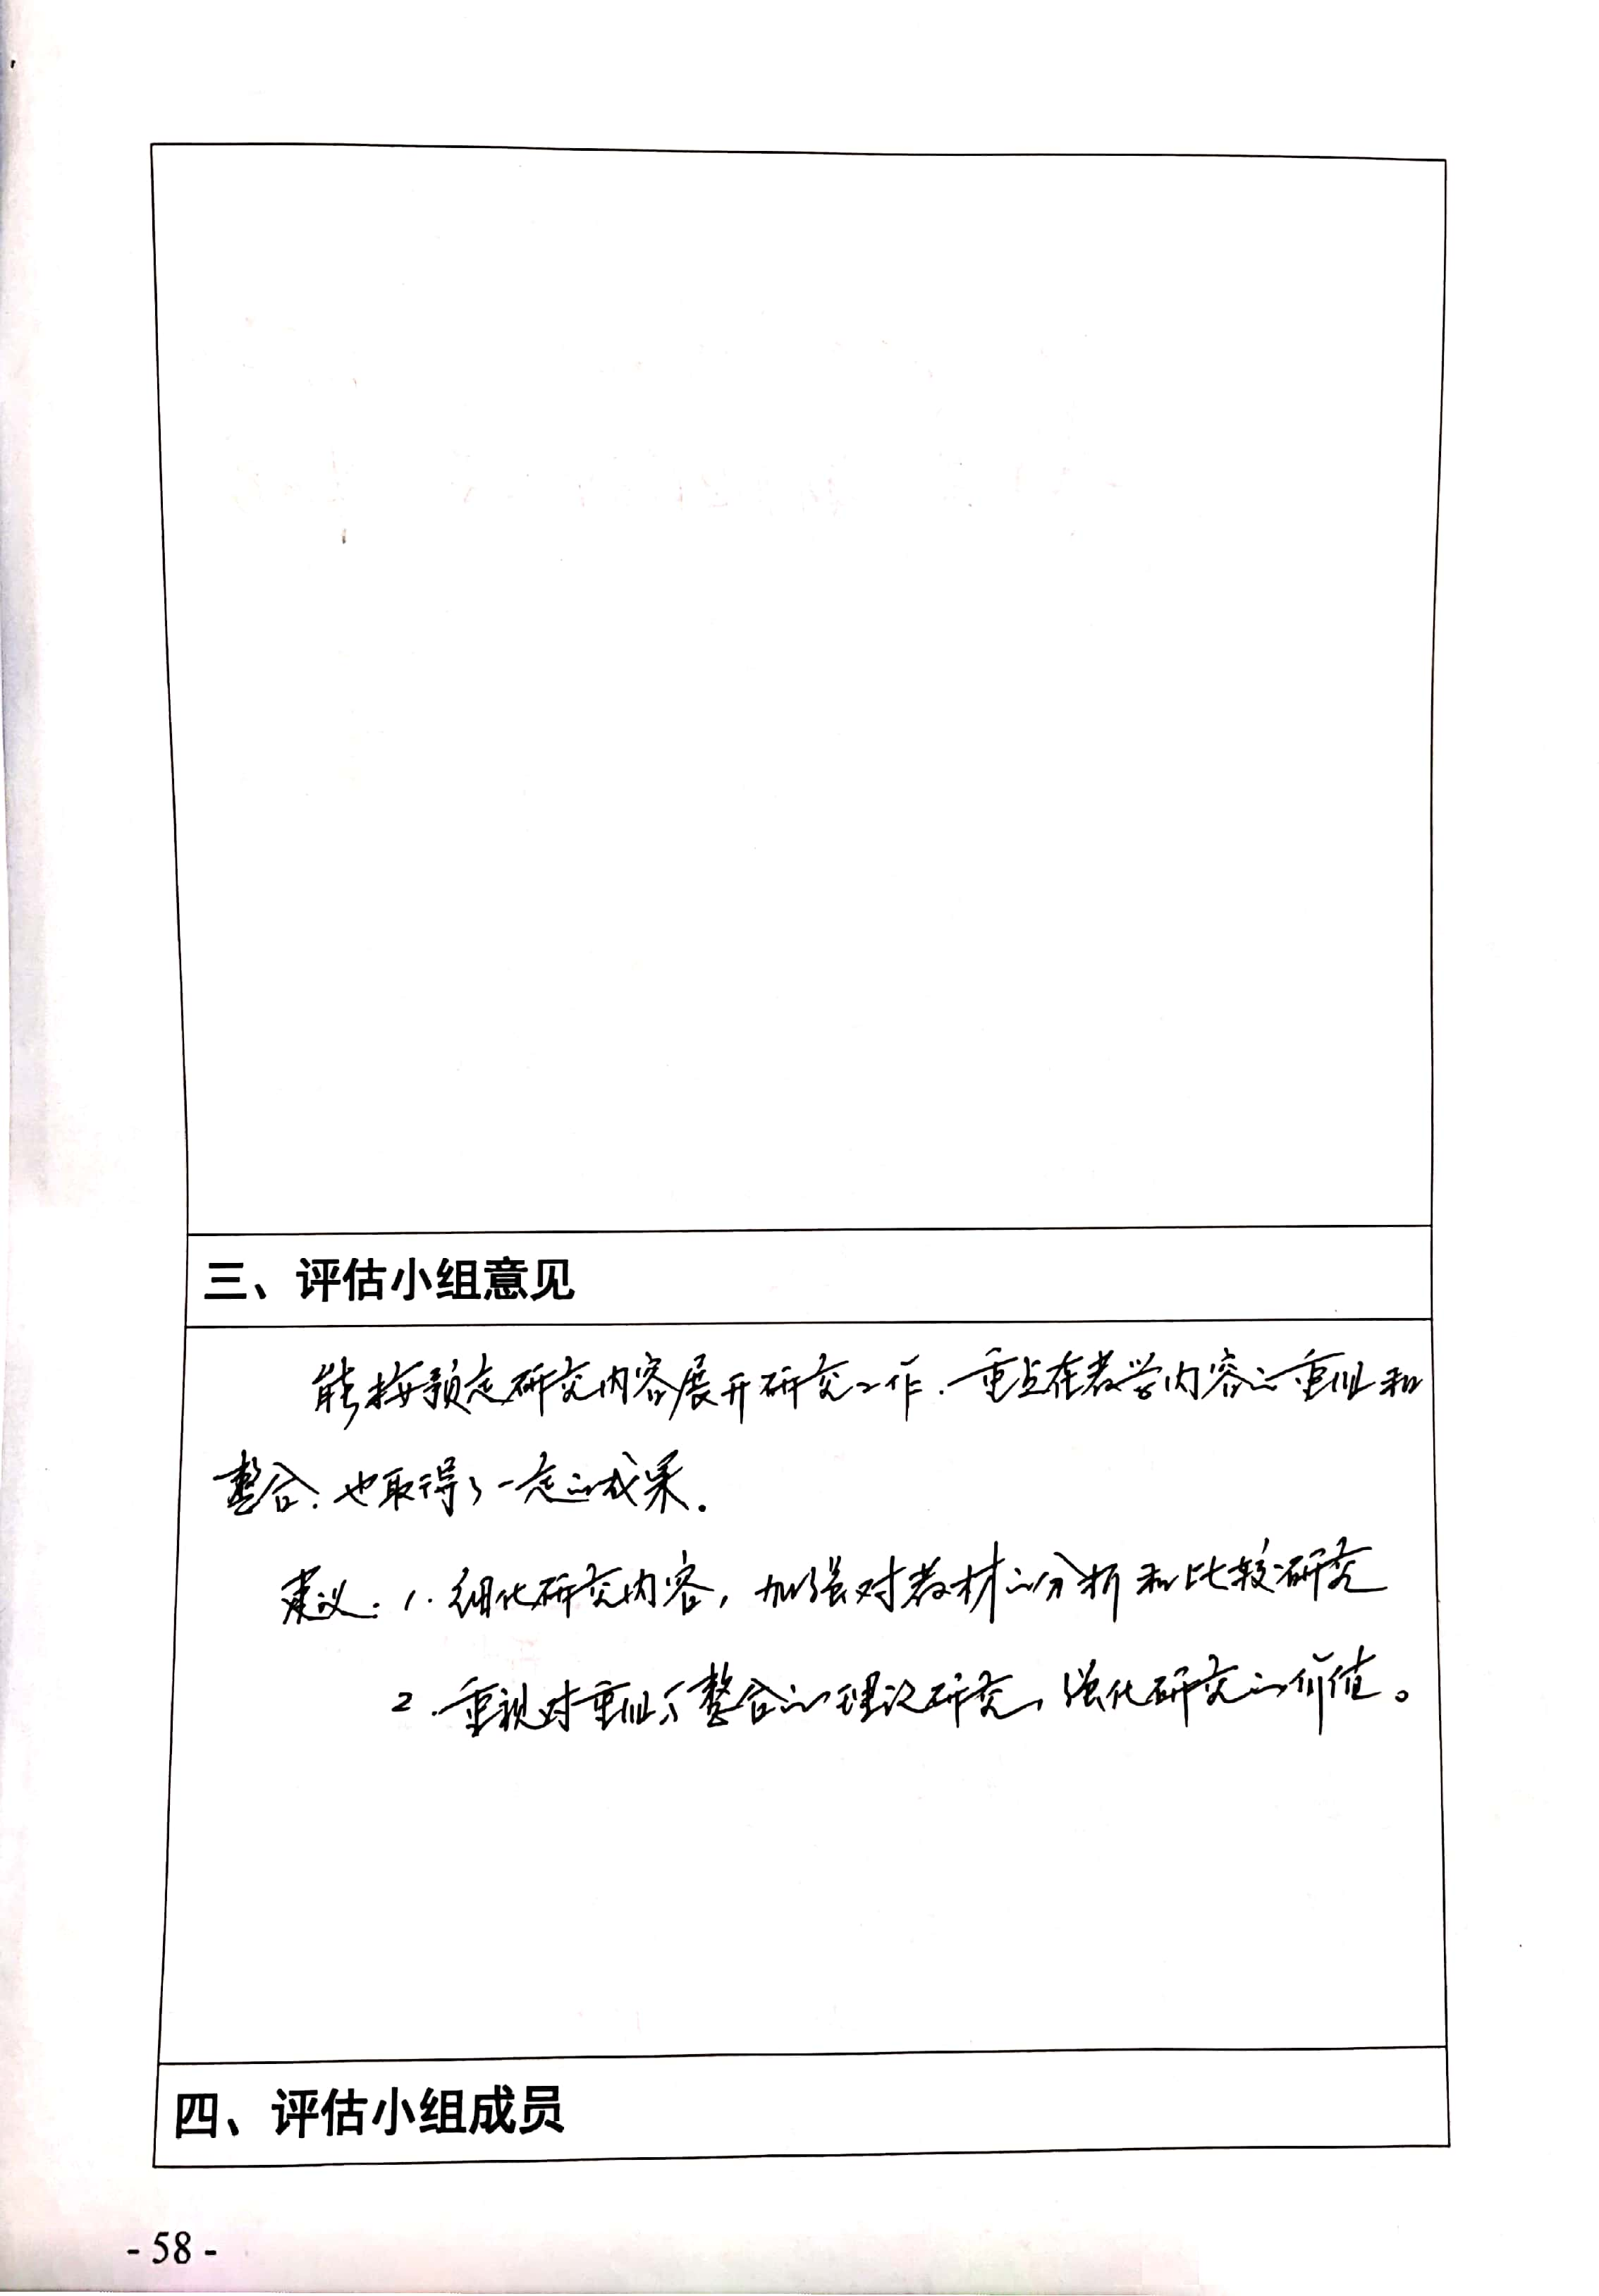 三、评估小组意见
能按预定研究内容展开研究工作.重点在教学内容的重组和
整合.也取得了一定的成果.
建议: 1. 细化研究内容,加强对教材的分析和比较研究
2.重视对重组与整合的理论研究,强化研究的价值。
四、评估小组成员
- 58 -